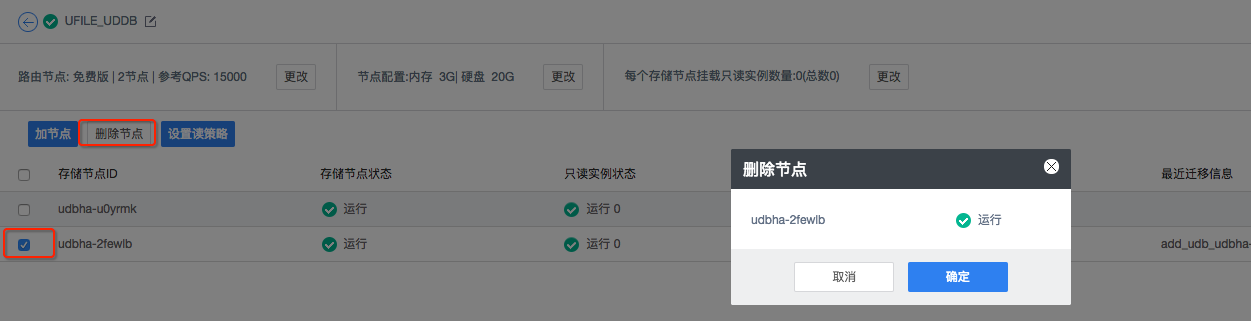 UFILE_UDDB
路由节点: 免费版 | 2节点 | 参考QPS: 15000 更改
节点配置:内存 3G| 硬盘 20G 更改
每个存储节点挂载只读实例数量:0(总数0) 更改
加节点 删除节点 设置读策略
存储节点ID 存储节点状态 只读实例状态 最近迁移信息
udbha-u0yrmk 运行 运行 0
udbha-2fewlb 运行 运行 0 add_udb_udbha-
删除节点
udbha-2fewlb 运行
取消 确定